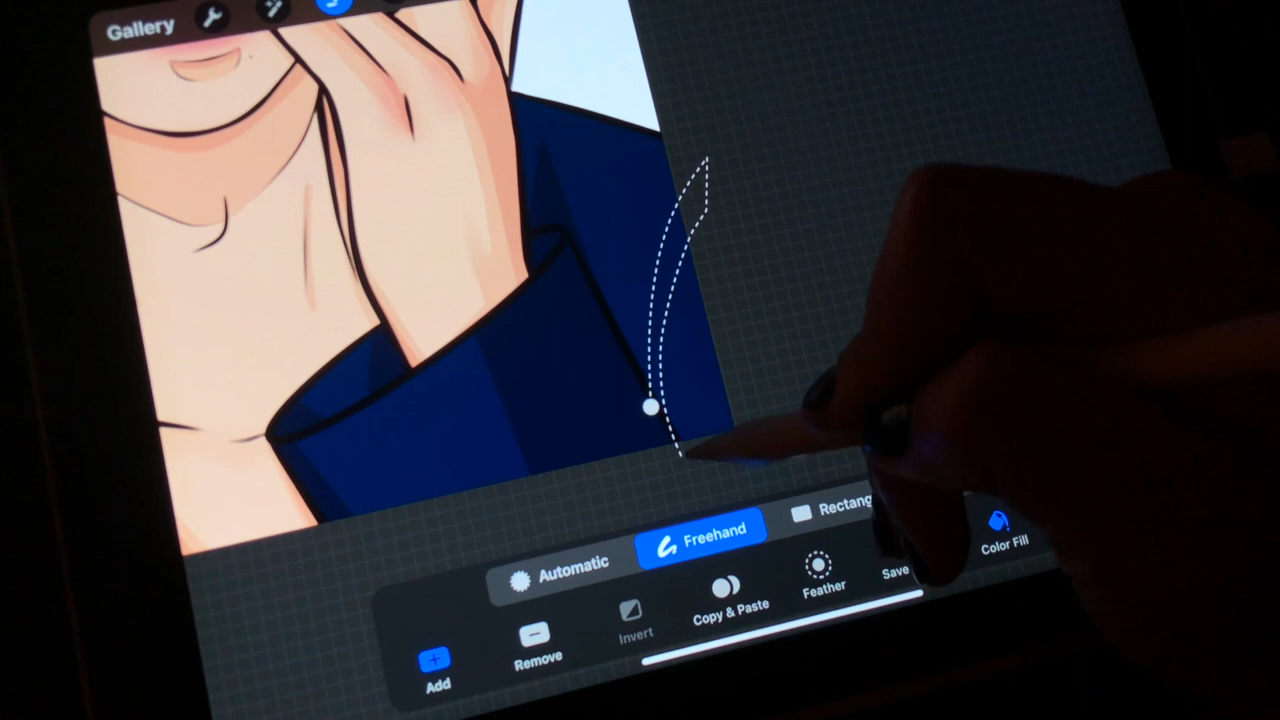 Gallery
Automatic
Freehand
Rectang
Add
Remove
Invert
Copy & Paste
Feather
Save
Color Fill